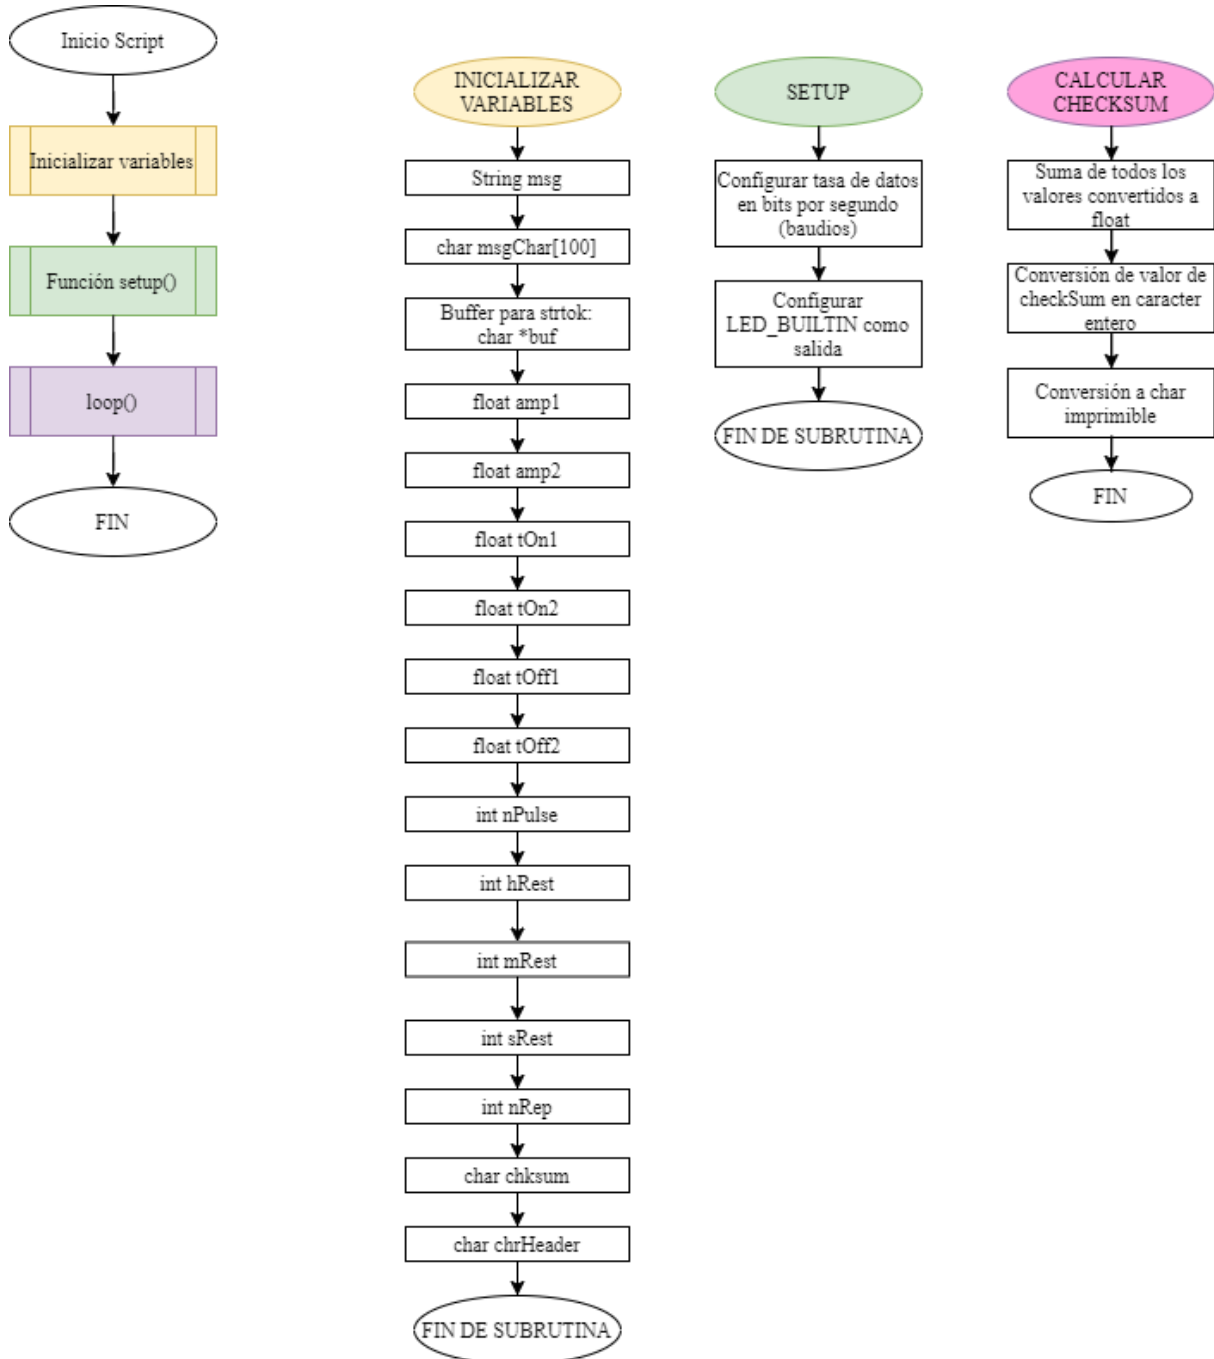 Inicio Script
Inicializar variables
Función setup()
loop()
FIN
INICIALIZAR
VARIABLES
String msg
char msgChar[100]
Buffer para strtok:
char *buf
float amp1
float amp2
float tOn1
float tOn2
float tOff1
float tOff2
int nPulse
int hRest
int mRest
int sRest
int nRep
char chksum
char chrHeader
FIN DE SUBRUTINA
SETUP
Configurar tasa de datos
en bits por segundo
(baudios)
Configurar
LED_BUILTIN como
salida
FIN DE SUBRUTINA
CALCULAR
CHECKSUM
Suma de todos los
valores convertidos a
float
Conversión de valor de
checkSum en caracter
entero
Conversión a char
imprimible
FIN